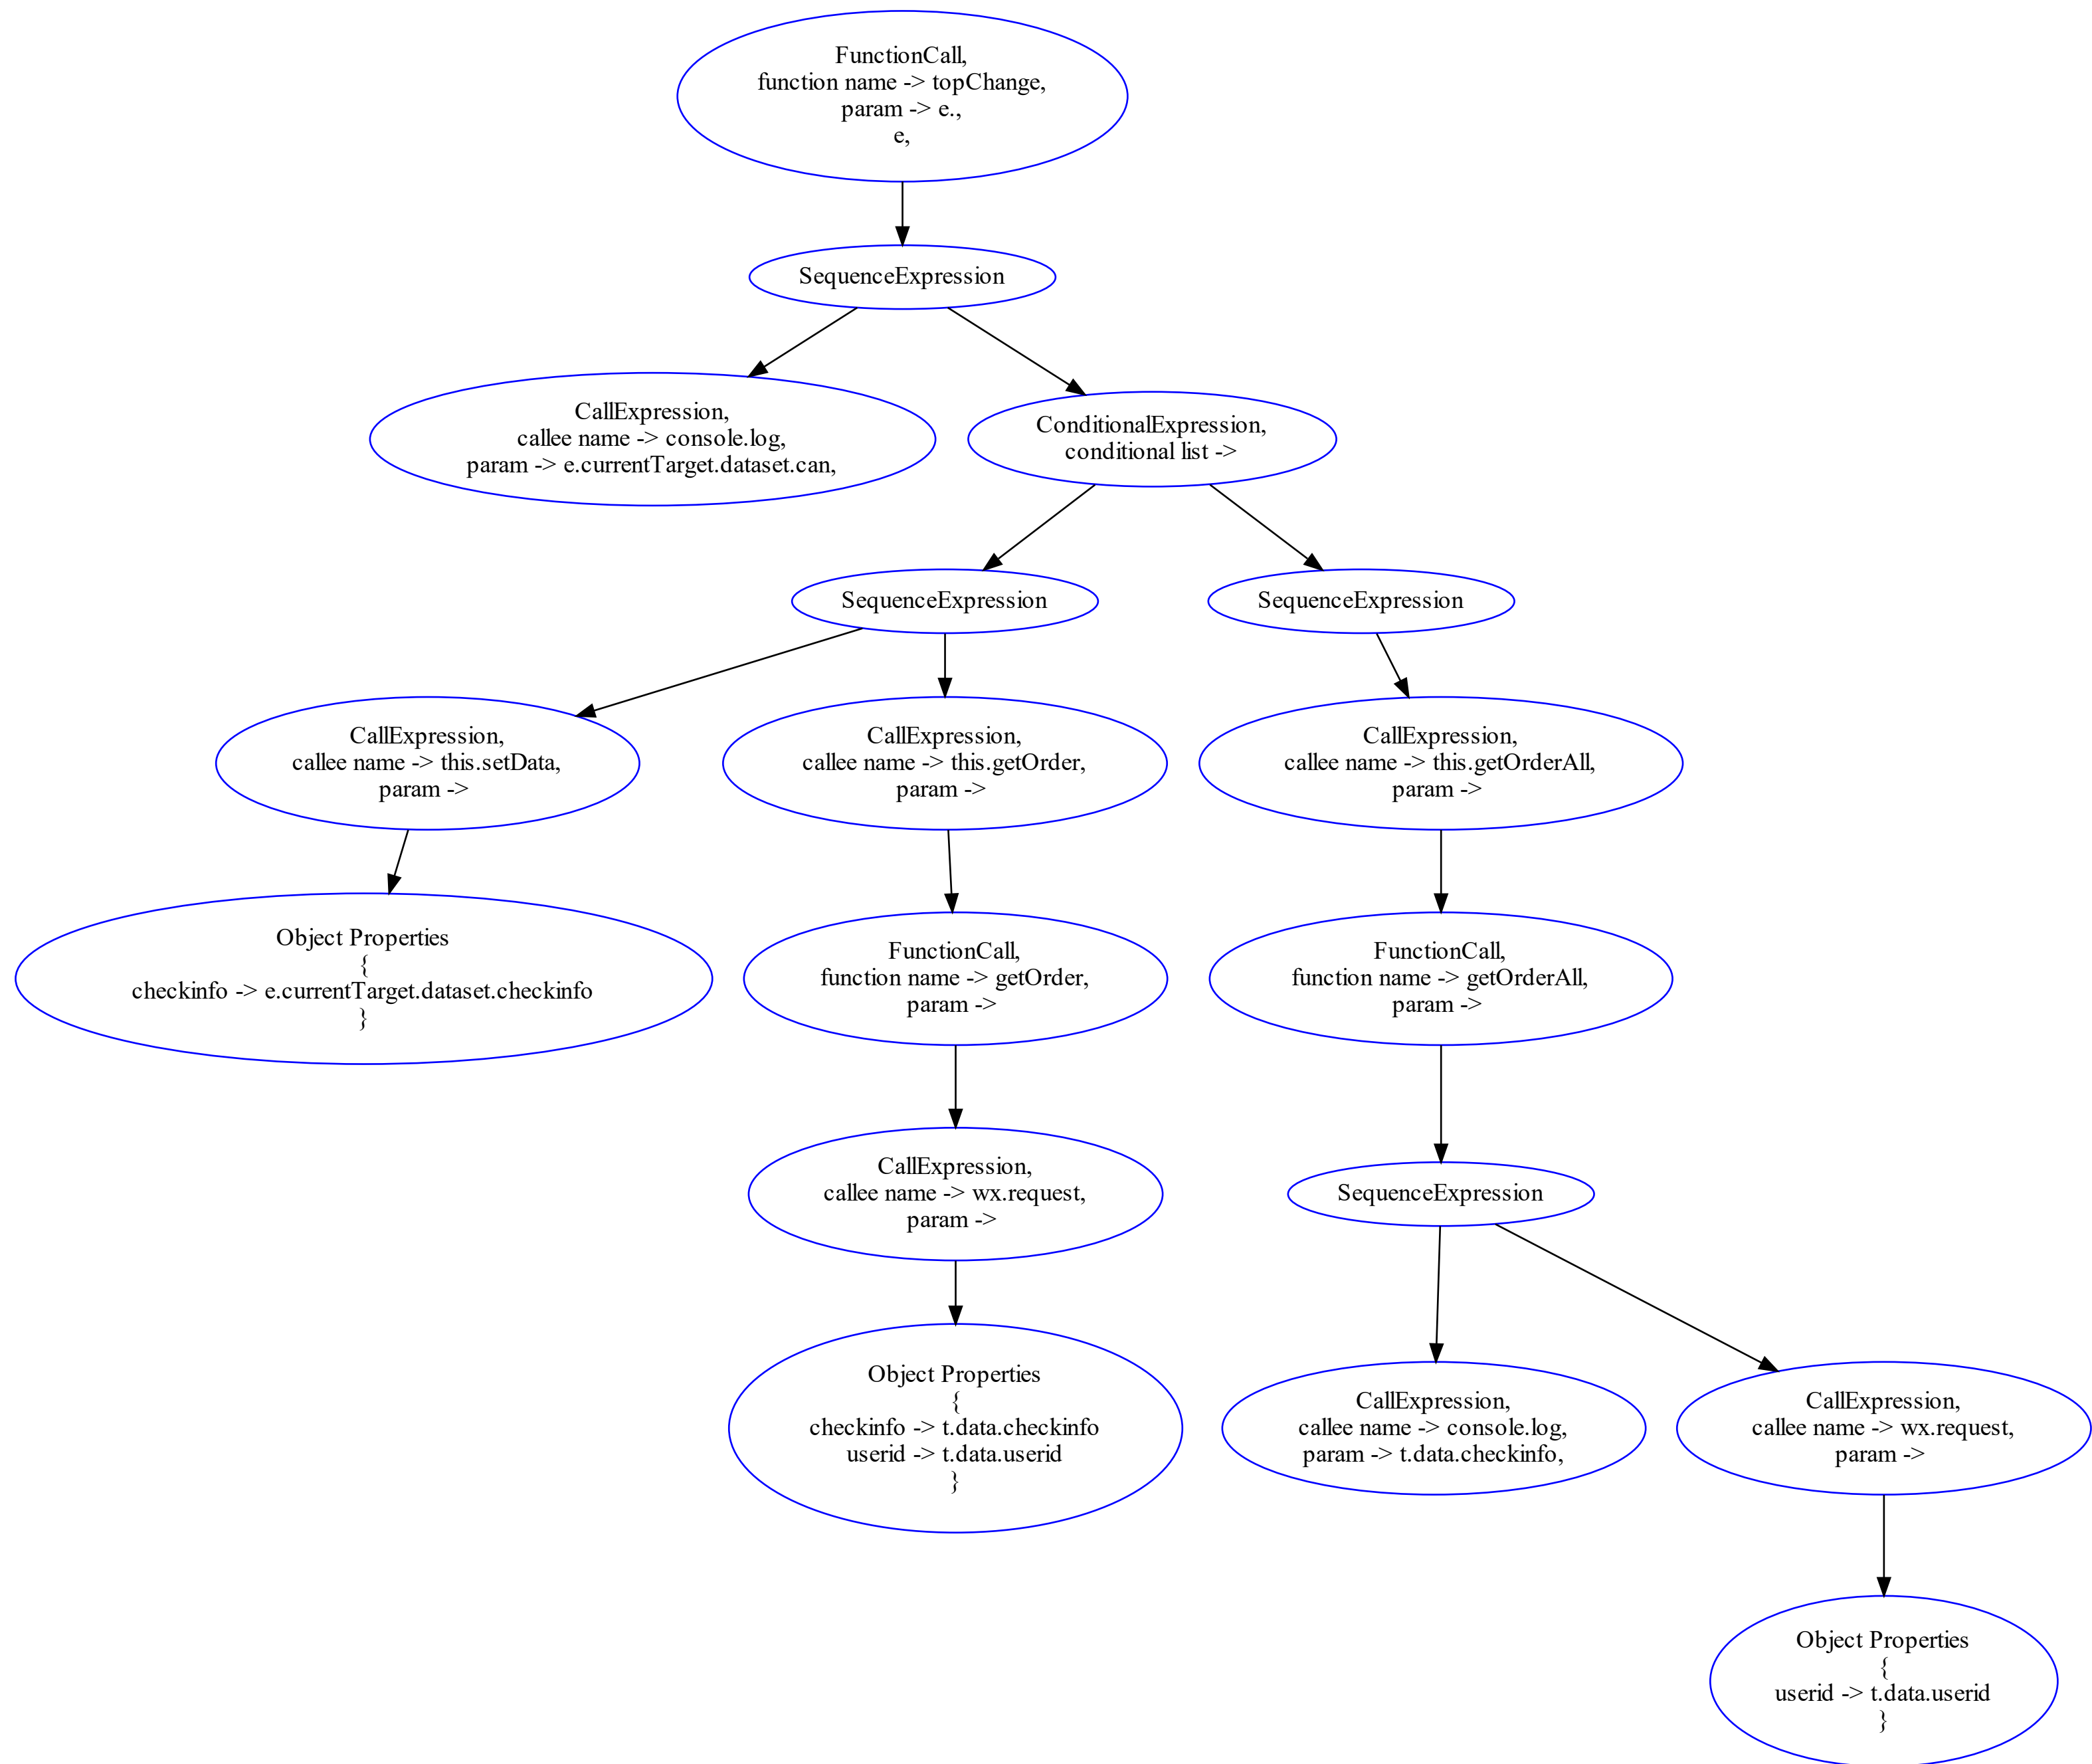 FunctionCall,
function name -> topChange,
param -> e.,
e,
SequenceExpression
CallExpression,
callee name -> console.log,
param -> e.currentTarget.dataset.can,
ConditionalExpression,
conditional list ->
SequenceExpression
SequenceExpression
CallExpression,
callee name -> this.setData,
param ->
CallExpression,
callee name -> this.getOrder,
param ->
CallExpression,
callee name -> this.getOrderAll,
param ->
Object Properties
{
checkinfo -> e.currentTarget.dataset.checkinfo
}
FunctionCall,
function name -> getOrder,
param ->
FunctionCall,
function name -> getOrderAll,
param ->
CallExpression,
callee name -> wx.request,
param ->
SequenceExpression
Object Properties
{
checkinfo -> t.data.checkinfo
userid -> t.data.userid
}
CallExpression,
callee name -> console.log,
param -> t.data.checkinfo,
CallExpression,
callee name -> wx.request,
param ->
Object Properties
{
userid -> t.data.userid
}